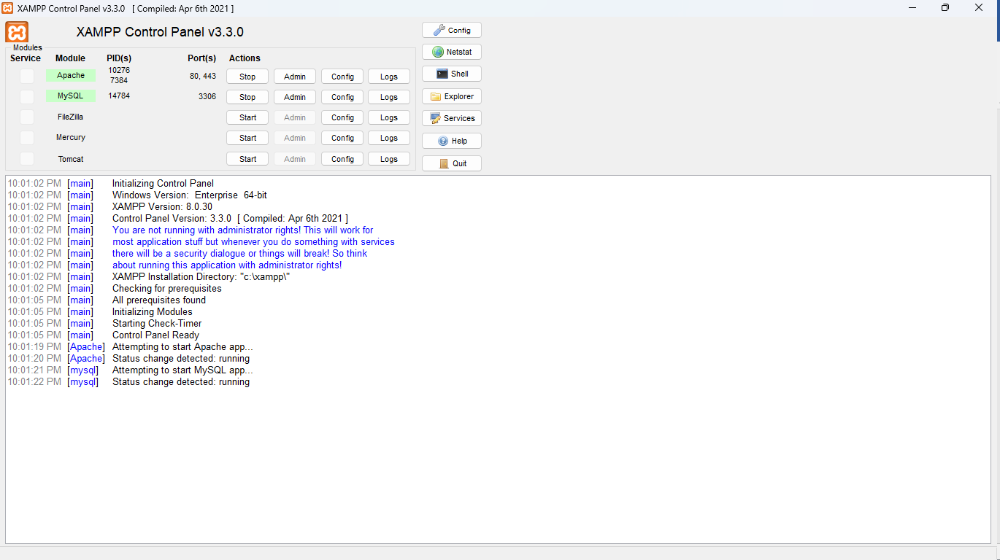 XAMPP Control Panel v3.3.0 [ Compiled: Apr 6th 2021 ]
XAMPP Control Panel v3.3.0
Config
Modules
Netstat
Service Module PID(s) Port(s) Actions
Apache 10276 7384 80, 443 Stop Admin Config Logs
Shell
MySQL 14784 3306 Stop Admin Config Logs
Explorer
FileZilla Start Admin Config Logs
Services
Mercury Start Admin Config Logs
Help
Tomcat Start Admin Config Logs
Quit
10:01:02 PM [main] Initializing Control Panel
10:01:02 PM [main] Windows Version: Enterprise 64-bit
10:01:02 PM [main] XAMPP Version: 8.0.30
10:01:02 PM [main] Control Panel Version: 3.3.0 [ Compiled: Apr 6th 2021 ]
10:01:02 PM [main] You are not running with administrator rights! This will work for
10:01:02 PM [main] most application stuff but whenever you do something with services
10:01:02 PM [main] there will be a security dialogue or things will break! So think
10:01:02 PM [main] about running this application with administrator rights!
10:01:02 PM [main] XAMPP Installation Directory: "c:\xampp\"
10:01:02 PM [main] Checking for prerequisites
10:01:05 PM [main] All prerequisites found
10:01:05 PM [main] Initializing Modules
10:01:05 PM [main] Starting Check-Timer
10:01:05 PM [main] Control Panel Ready
10:01:19 PM [Apache] Attempting to start Apache app...
10:01:20 PM [Apache] Status change detected: running
10:01:21 PM [mysql] Attempting to start MySQL app...
10:01:22 PM [mysql] Status change detected: running